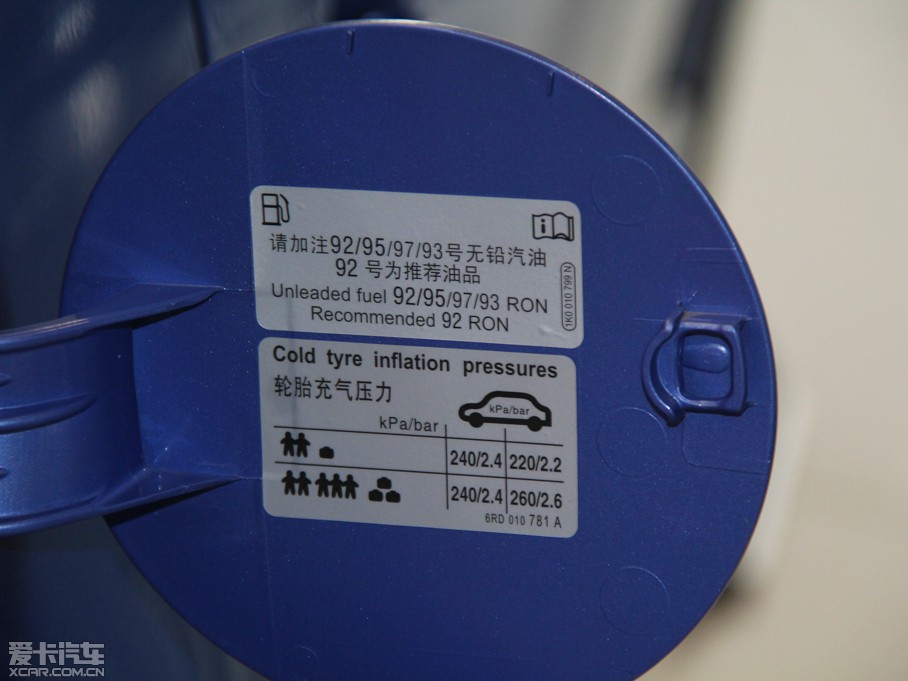 请加注92/95/97/93号无铅汽油
92 号为推荐油品
Unleaded fuel 92/95/97/93 RON
Recommended 92 RON
1K0 010 799 N
Cold tyre inflation pressures
轮胎充气压力
kPa/bar
kPa/bar
240/2.4 220/2.2
240/2.4 260/2.6
6RD 010 781 A
爱卡汽车
XCAR.COM.CN